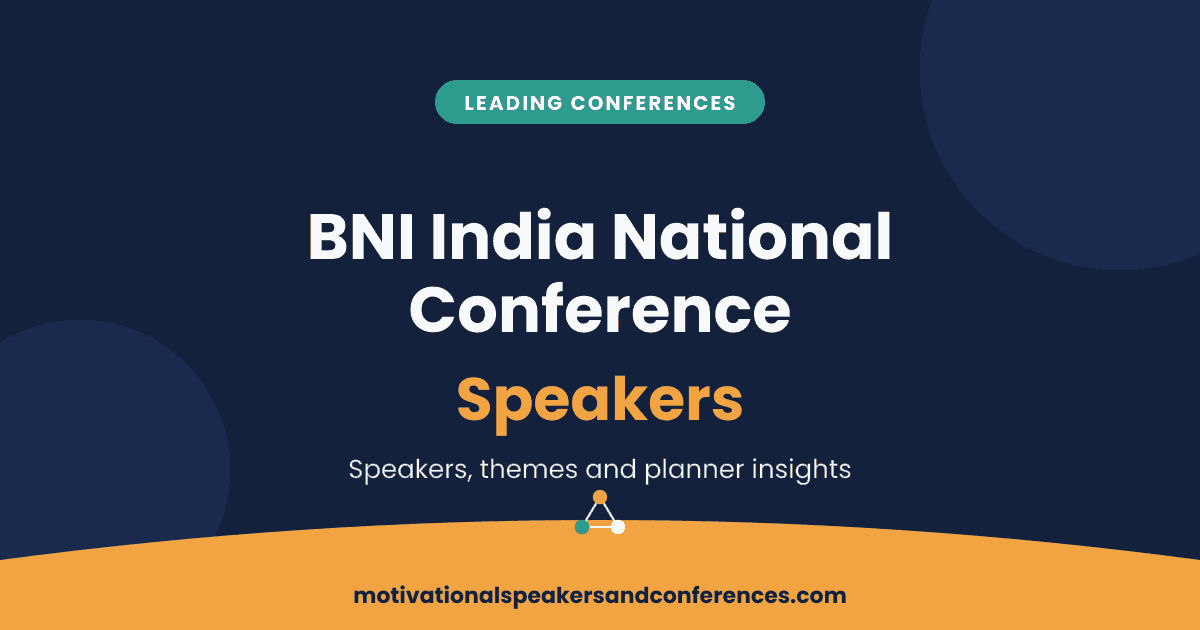 LEADING CONFERENCES
BNI India National
Conference
Speakers
Speakers, themes and planner insights
motivationalspeakersandconferences.com